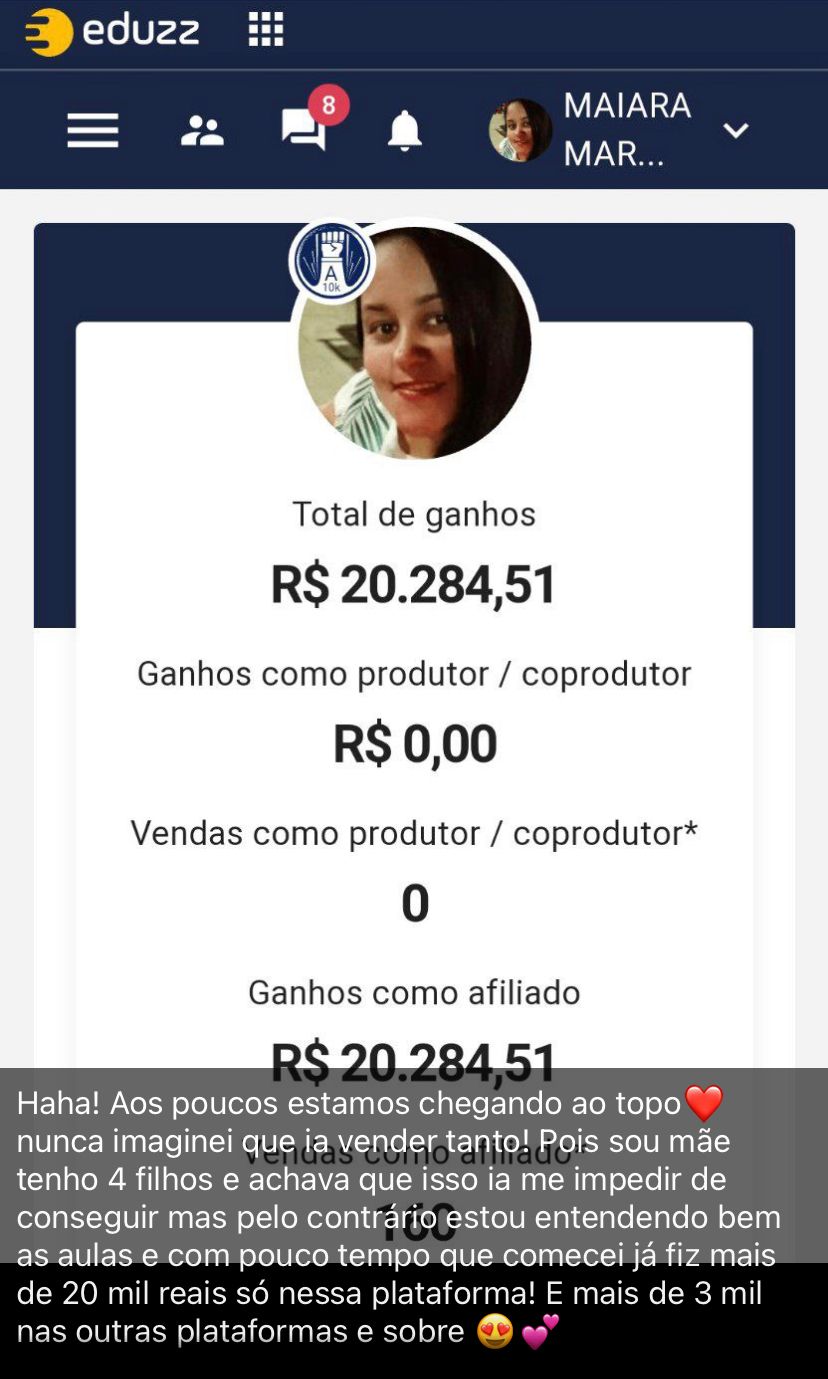 eduzz
8
MAIARA
MAR...
A
10k
Total de ganhos
R$ 20.284,51
Ganhos como produtor / coprodutor
R$ 0,00
Vendas como produtor / coprodutor*
0
Ganhos como afiliado
R$ 20.284,51
Vendas como afiliado*
160
Haha! Aos poucos estamos chegando ao topo❤️
nunca imaginei que ia vender tanto! Pois sou mãe
tenho 4 filhos e achava que isso ia me impedir de
conseguir mas pelo contrário estou entendendo bem
as aulas e com pouco tempo que comecei já fiz mais
de 20 mil reais só nessa plataforma! E mais de 3 mil
nas outras plataformas e sobre 😍💕